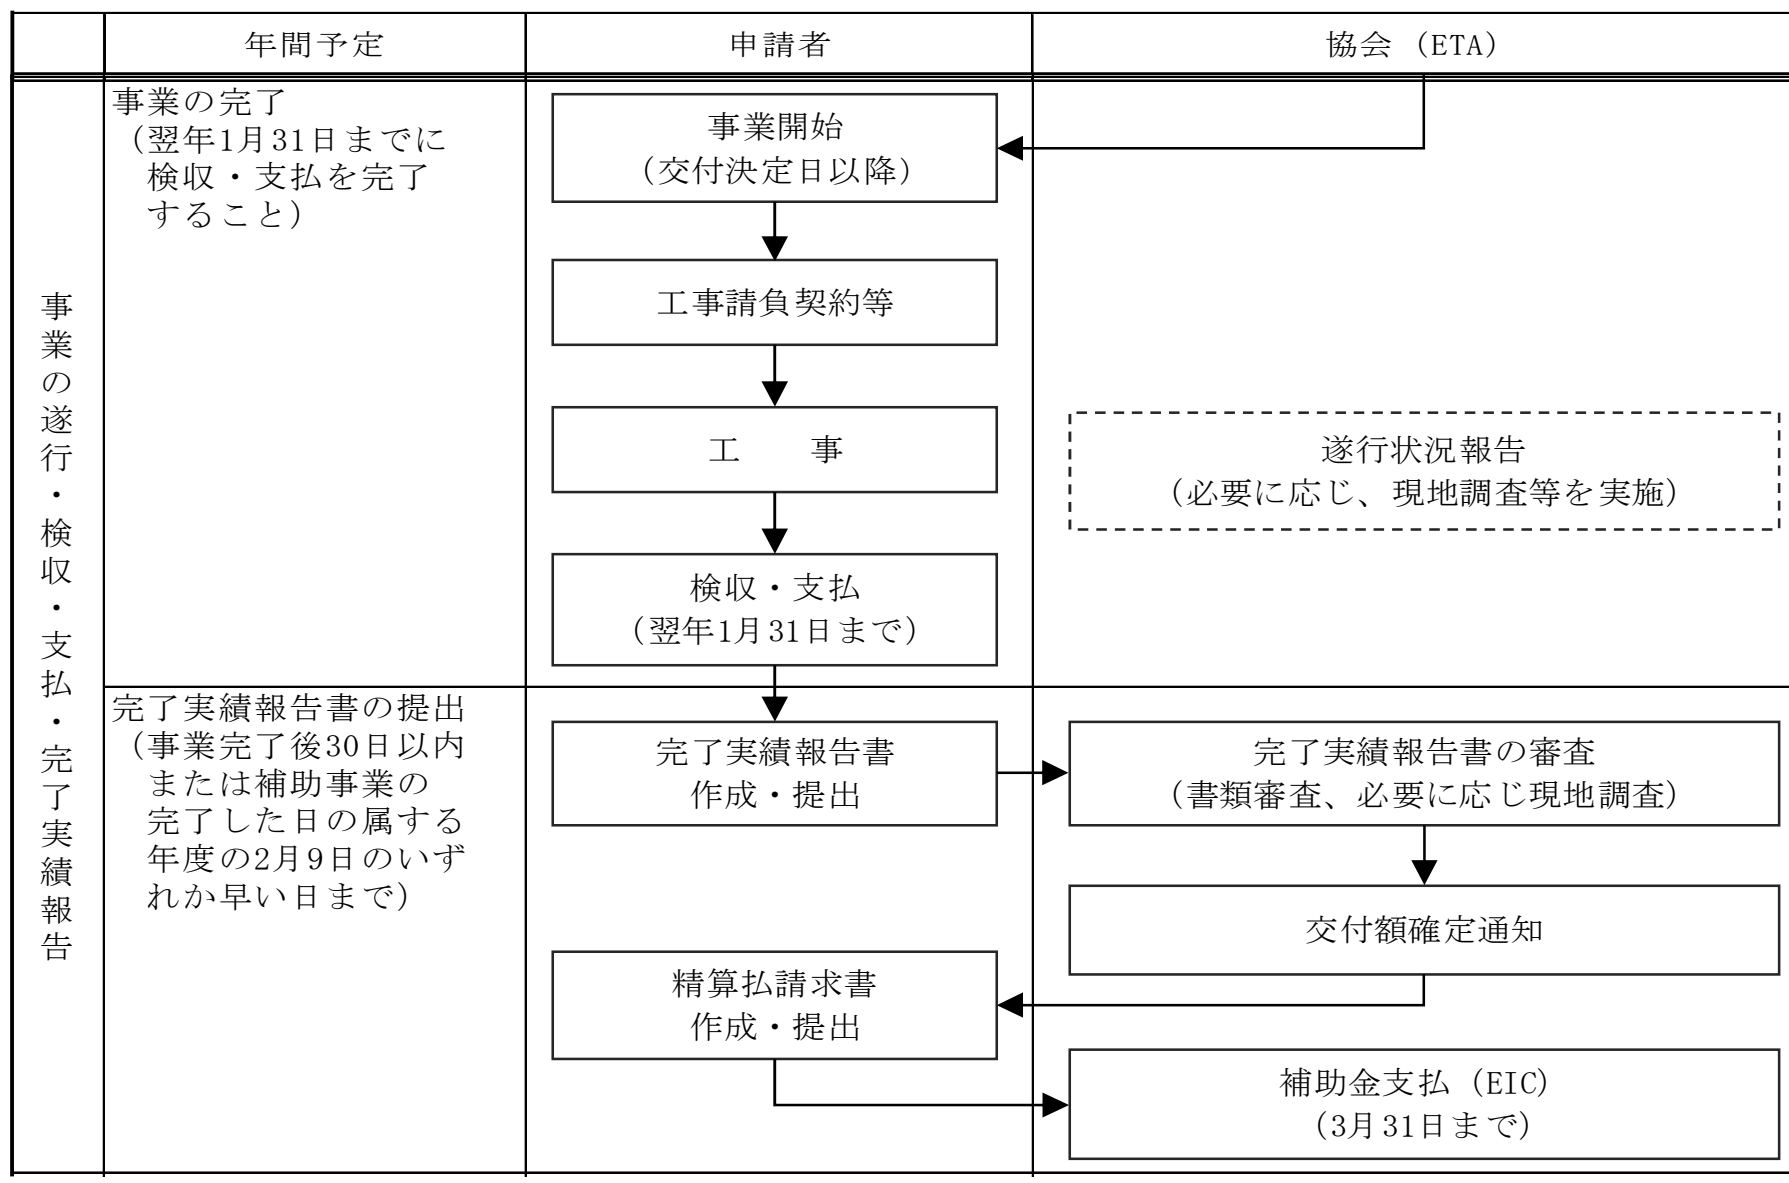 年間予定
申請者
協会（ETA）
事業の遂行・検収・支払・完了実績報告
事業の完了
（翌年1月31日までに
検収・支払を完了
すること）
事業開始
（交付決定日以降）
工事請負契約等
工　　事
遂行状況報告
（必要に応じ、現地調査等を実施）
検収・支払
（翌年1月31日まで）
完了実績報告書の提出
（事業完了後30日以内
または補助事業の
完了した日の属する
年度の2月9日のいず
れか早い日まで）
完了実績報告書
作成・提出
完了実績報告書の審査
（書類審査、必要に応じ現地調査）
交付額確定通知
精算払請求書
作成・提出
補助金支払（EIC）
（3月31日まで）